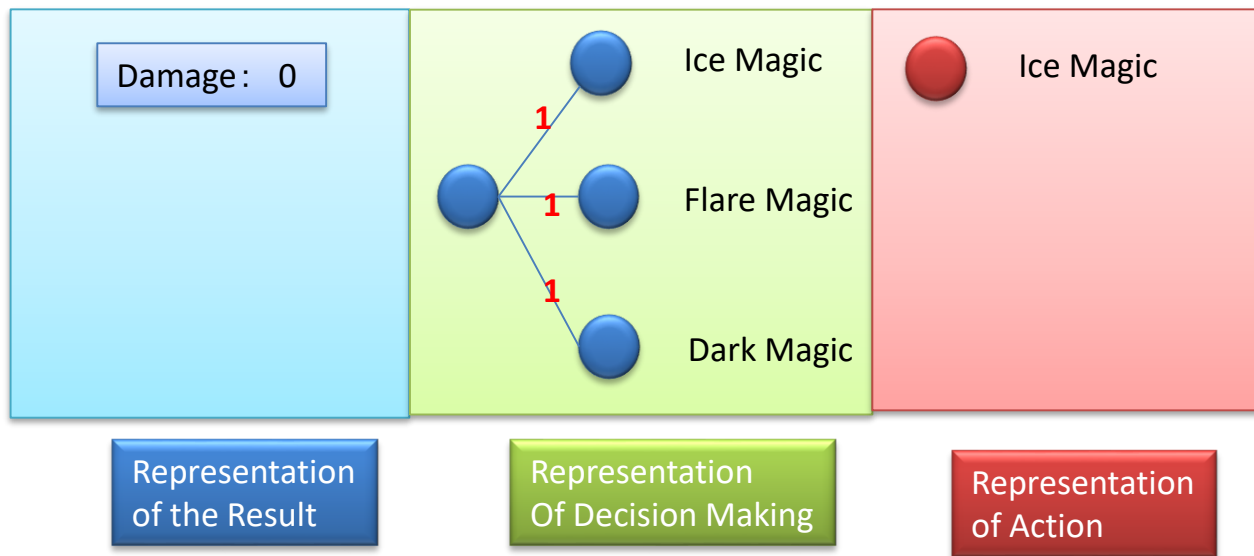 Damage： 0
Ice Magic
1
Flare Magic
1
Dark Magic
1
Ice Magic
Representation
of the Result
Representation
Of Decision Making
Representation
of Action